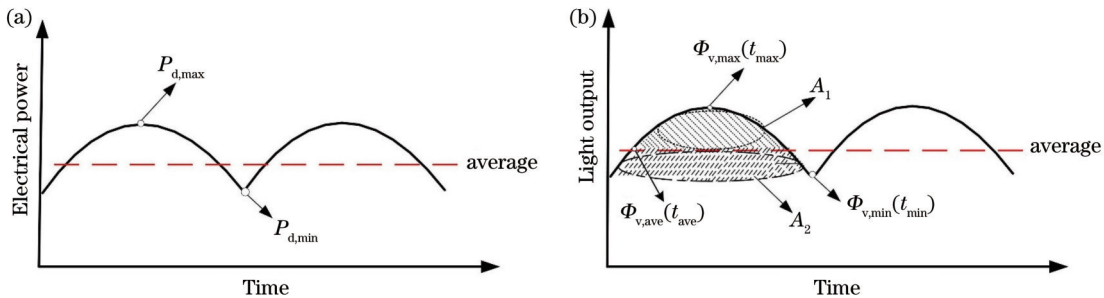 (a)
Electrical power
P_d,max
average
P_d,min
Time
(b)
Light output
Φ_v,max(t_max)
A_1
average
Φ_v,ave(t_ave)
A_2
Φ_v,min(t_min)
Time